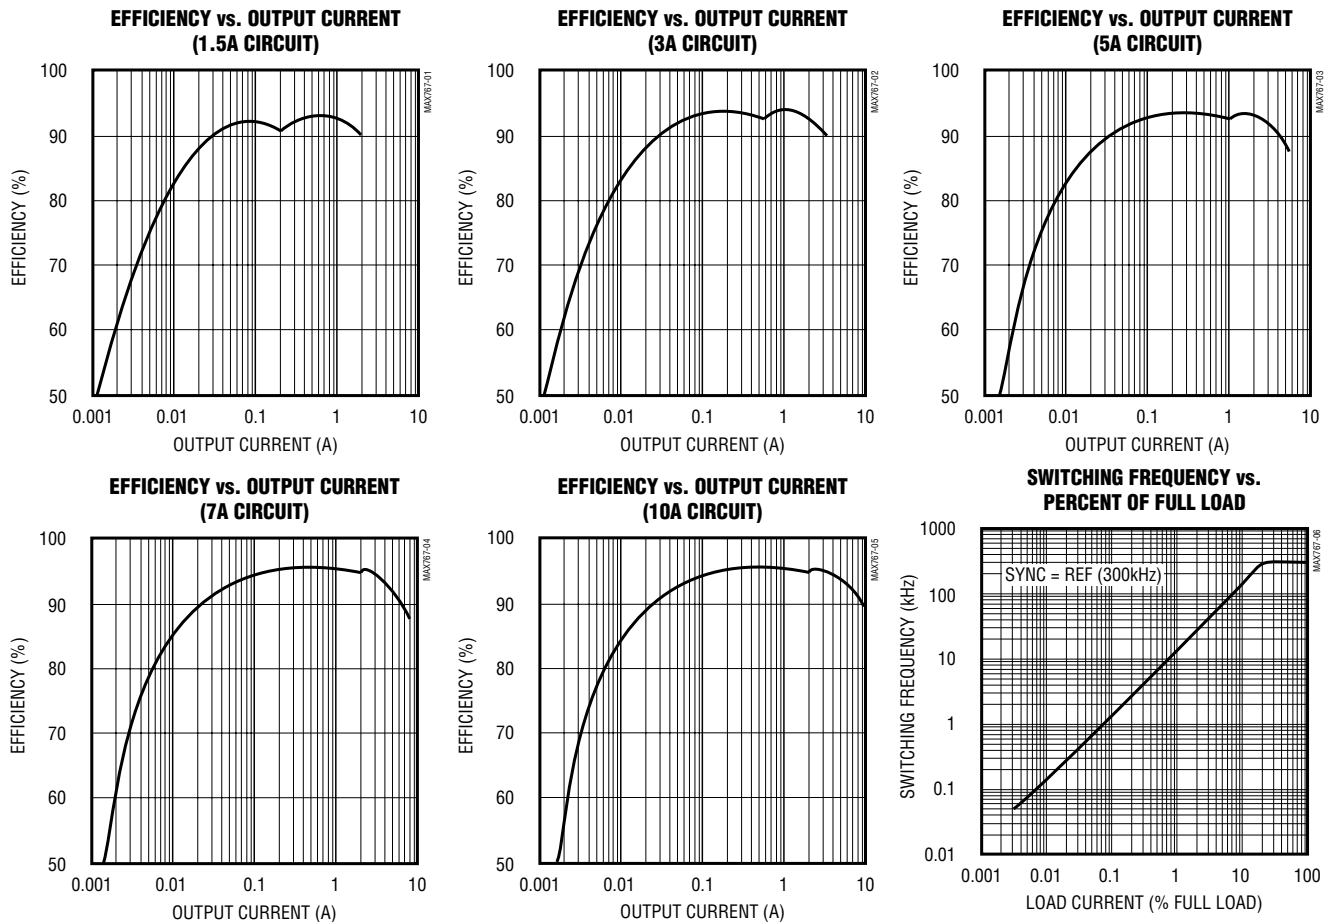 EFFICIENCY vs. OUTPUT CURRENT
(1.5A CIRCUIT)
100
90
80
70
60
50
EFFICIENCY (%)
0.001 0.01 0.1 1 10
OUTPUT CURRENT (A)
MAX767-01
EFFICIENCY vs. OUTPUT CURRENT
(3A CIRCUIT)
100
90
80
70
60
50
EFFICIENCY (%)
0.001 0.01 0.1 1 10
OUTPUT CURRENT (A)
MAX767-02
EFFICIENCY vs. OUTPUT CURRENT
(5A CIRCUIT)
100
90
80
70
60
50
EFFICIENCY (%)
0.001 0.01 0.1 1 10
OUTPUT CURRENT (A)
MAX767-03
EFFICIENCY vs. OUTPUT CURRENT
(7A CIRCUIT)
100
90
80
70
60
50
EFFICIENCY (%)
0.001 0.01 0.1 1 10
OUTPUT CURRENT (A)
MAX767-04
EFFICIENCY vs. OUTPUT CURRENT
(10A CIRCUIT)
100
90
80
70
60
50
EFFICIENCY (%)
0.001 0.01 0.1 1 10
OUTPUT CURRENT (A)
MAX767-05
SWITCHING FREQUENCY vs.
PERCENT OF FULL LOAD
1000
100
10
1
0.1
0.01
SWITCHING FREQUENCY (kHz)
SYNC = REF (300kHz)
0.001 0.01 0.1 1 10 100
LOAD CURRENT (% FULL LOAD)
MAX767-06